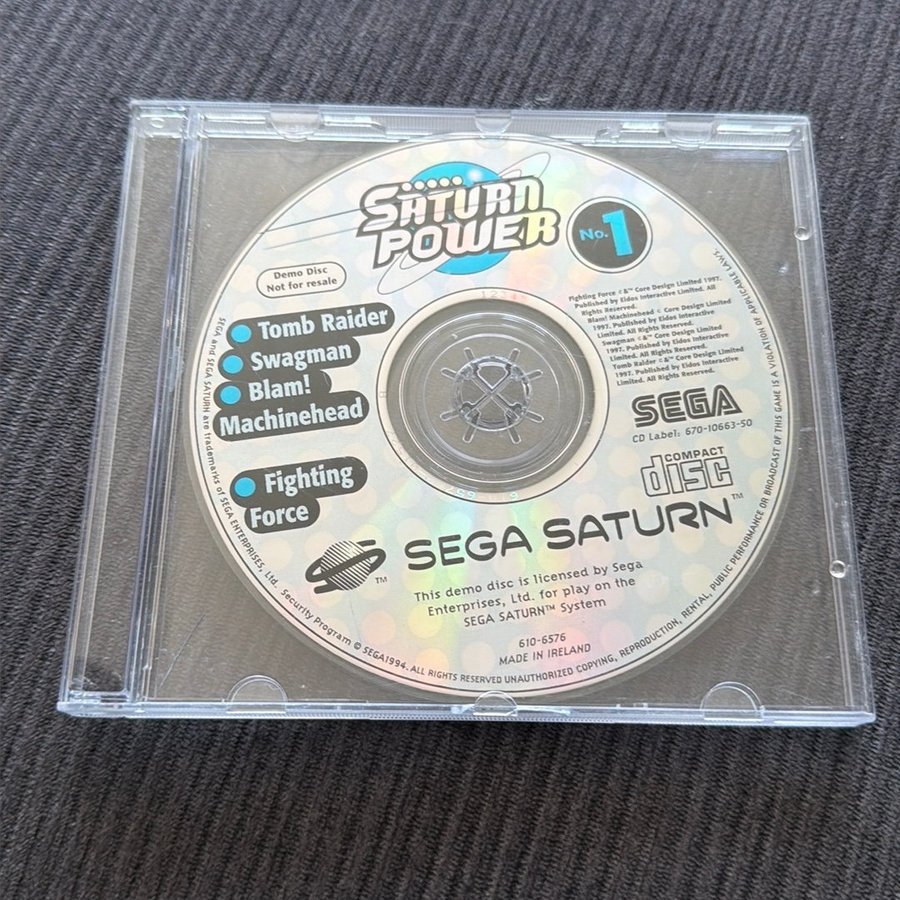 SATURN
POWER
No. 1
Demo Disc
Not for resale
Tomb Raider
Swagman
Blam!
Machinehead
Fighting
Force
Fighting Force ©&™ Core Design Limited 1997.
Published by Eidos Interactive Limited. All
Rights Reserved.
Blam! Machinehead © Core Design Limited
1997. Published by Eidos Interactive
Limited. All Rights Reserved.
Swagman ©&™ Core Design Limited
1997. Published by Eidos Interactive
Limited. All Rights Reserved.
Tomb Raider ©&™ Core Design Limited
1997. Published by Eidos Interactive
Limited. All Rights Reserved.
SEGA
CD Label: 670-10663-50
COMPACT
disc
SEGA SATURN™
TM
This demo disc is licensed by Sega
Enterprises, Ltd. for play on the
SEGA SATURN™ System
610-6576
MADE IN IRELAND
SEGA and SEGA SATURN are trademarks of SEGA ENTERPRISES, Ltd. Security Program © SEGA1994. ALL RIGHTS RESERVED UNAUTHORIZED COPYING, REPRODUCTION, RENTAL, PUBLIC PERFORMANCE OR BROADCAST OF THIS GAME IS A VIOLATION OF APPLICABLE LAWS.